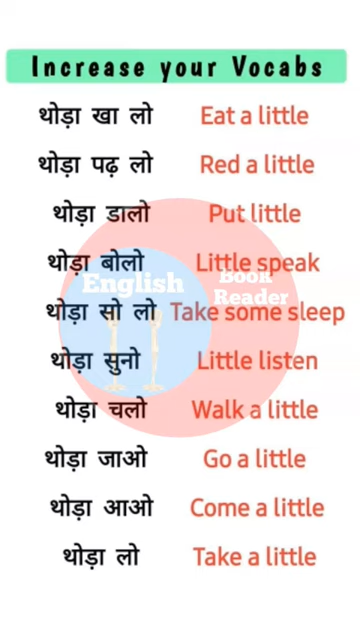 Increase your Vocabs
थोड़ा खा लो Eat a little
थोड़ा पढ़ लो Red a little
थोड़ा डालो Put little
थोड़ा बोलो Little speak
English Book
Reader
थोड़ा सो लो Take some sleep
थोड़ा सुनो Little listen
थोड़ा चलो Walk a little
थोड़ा जाओ Go a little
थोड़ा आओ Come a little
थोड़ा लो Take a little